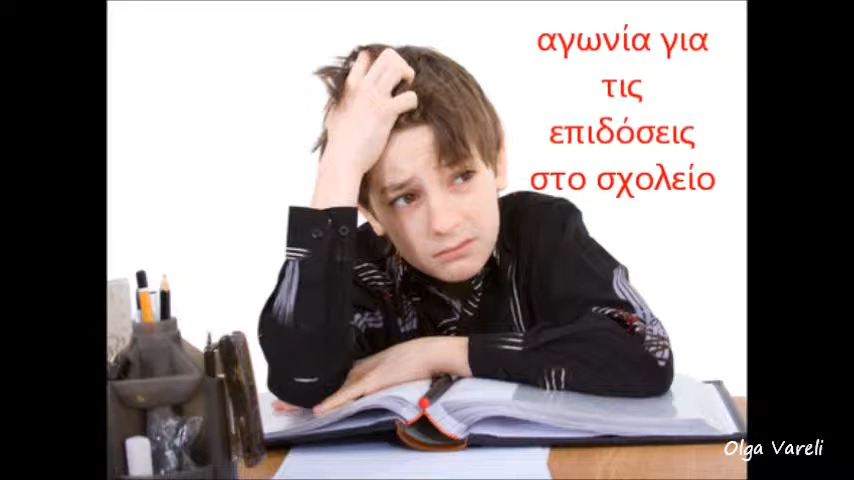 αγωνία για
τις
επιδόσεις
στο σχολείο
Olga Vareli